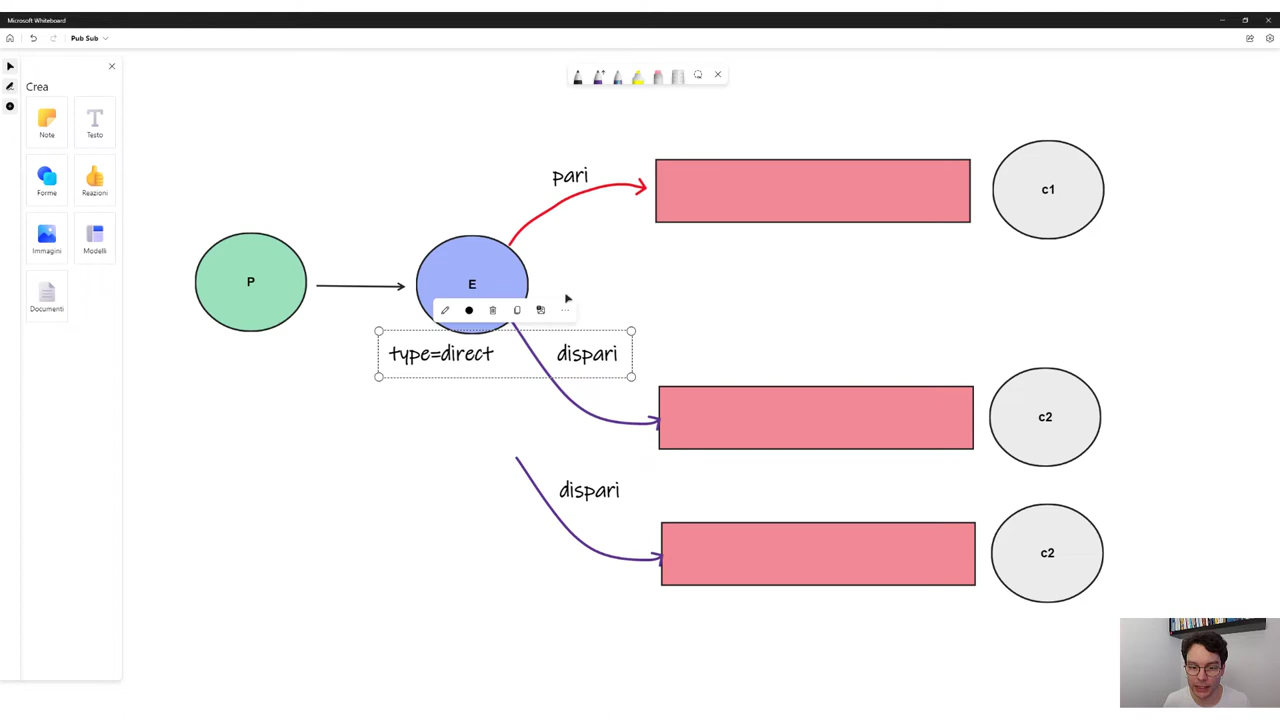 Microsoft Whiteboard
Pub Sub
Crea
Note
Testo
Forme
Reazioni
Immagini
Modelli
Documenti
pari
c1
P
E
type=direct
dispari
c2
dispari
c2